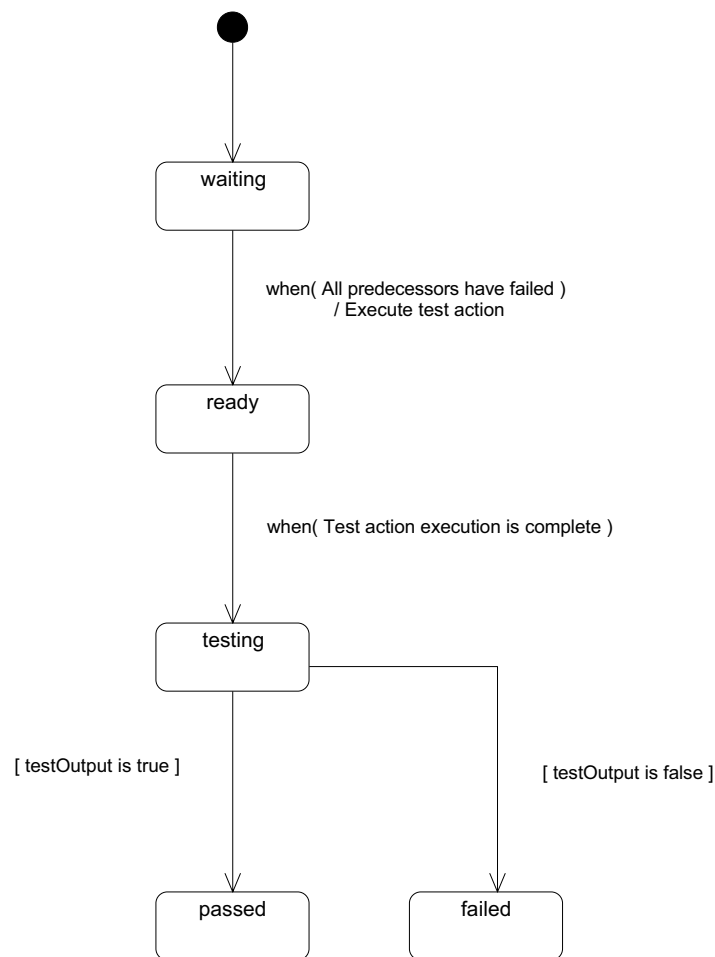 waiting
when( All predecessors have failed )
/ Execute test action
ready
when( Test action execution is complete )
testing
[ testOutput is true ]
[ testOutput is false ]
passed
failed